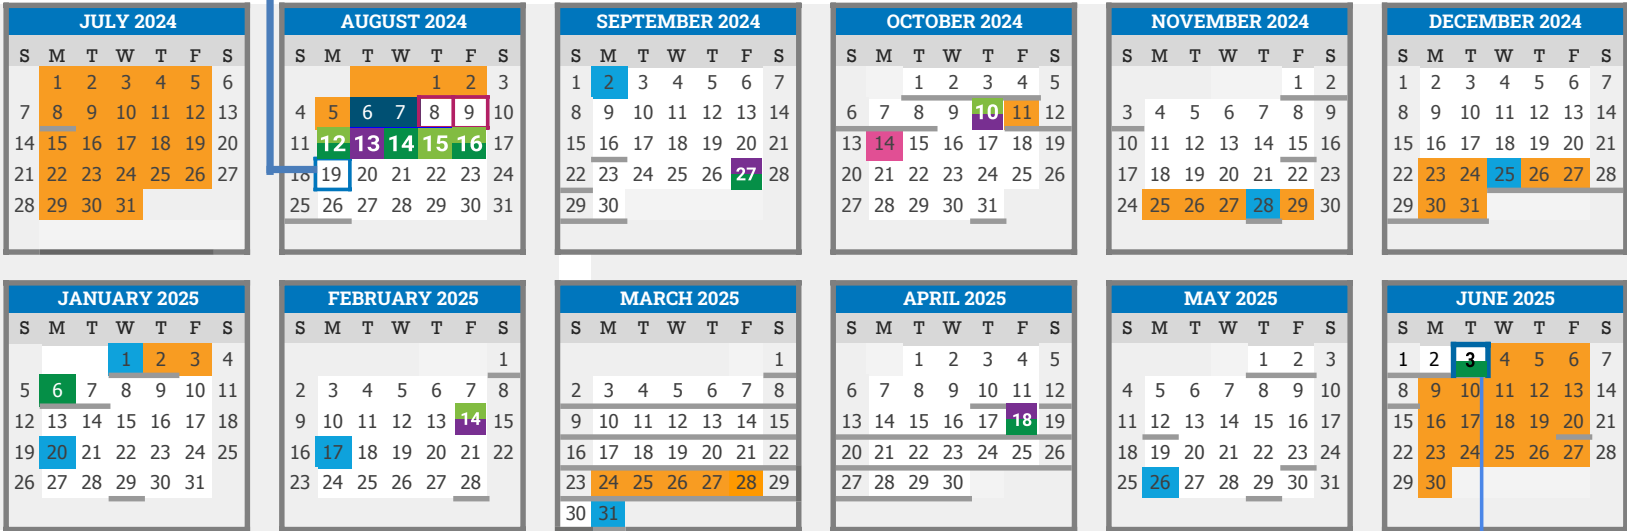 JULY 2024
S M T W T F S
1 2 3 4 5 6
7 8 9 10 11 12 13
14 15 16 17 18 19 20
21 22 23 24 25 26 27
28 29 30 31
AUGUST 2024
S M T W T F S
1 2 3
4 5 6 7 8 9 10
11 12 13 14 15 16 17
18 19 20 21 22 23 24
25 26 27 28 29 30 31
SEPTEMBER 2024
S M T W T F S
1 2 3 4 5 6 7
8 9 10 11 12 13 14
15 16 17 18 19 20 21
22 23 24 25 26 27 28
29 30
OCTOBER 2024
S M T W T F S
1 2 3 4 5
6 7 8 9 10 11 12
13 14 15 16 17 18 19
20 21 22 23 24 25 26
27 28 29 30 31
NOVEMBER 2024
S M T W T F S
1 2
3 4 5 6 7 8 9
10 11 12 13 14 15 16
17 18 19 20 21 22 23
24 25 26 27 28 29 30
DECEMBER 2024
S M T W T F S
1 2 3 4 5 6 7
8 9 10 11 12 13 14
15 16 17 18 19 20 21
22 23 24 25 26 27 28
29 30 31
JANUARY 2025
S M T W T F S
1 2 3 4
5 6 7 8 9 10 11
12 13 14 15 16 17 18
19 20 21 22 23 24 25
26 27 28 29 30 31
FEBRUARY 2025
S M T W T F S
1
2 3 4 5 6 7 8
9 10 11 12 13 14 15
16 17 18 19 20 21 22
23 24 25 26 27 28
MARCH 2025
S M T W T F S
1
2 3 4 5 6 7 8
9 10 11 12 13 14 15
16 17 18 19 20 21 22
23 24 25 26 27 28 29
30 31
APRIL 2025
S M T W T F S
1 2 3 4 5
6 7 8 9 10 11 12
13 14 15 16 17 18 19
20 21 22 23 24 25 26
27 28 29 30
MAY 2025
S M T W T F S
1 2 3
4 5 6 7 8 9 10
11 12 13 14 15 16 17
18 19 20 21 22 23 24
25 26 27 28 29 30 31
JUNE 2025
S M T W T F S
1 2 3 4 5 6 7
8 9 10 11 12 13 14
15 16 17 18 19 20 21
22 23 24 25 26 27 28
29 30